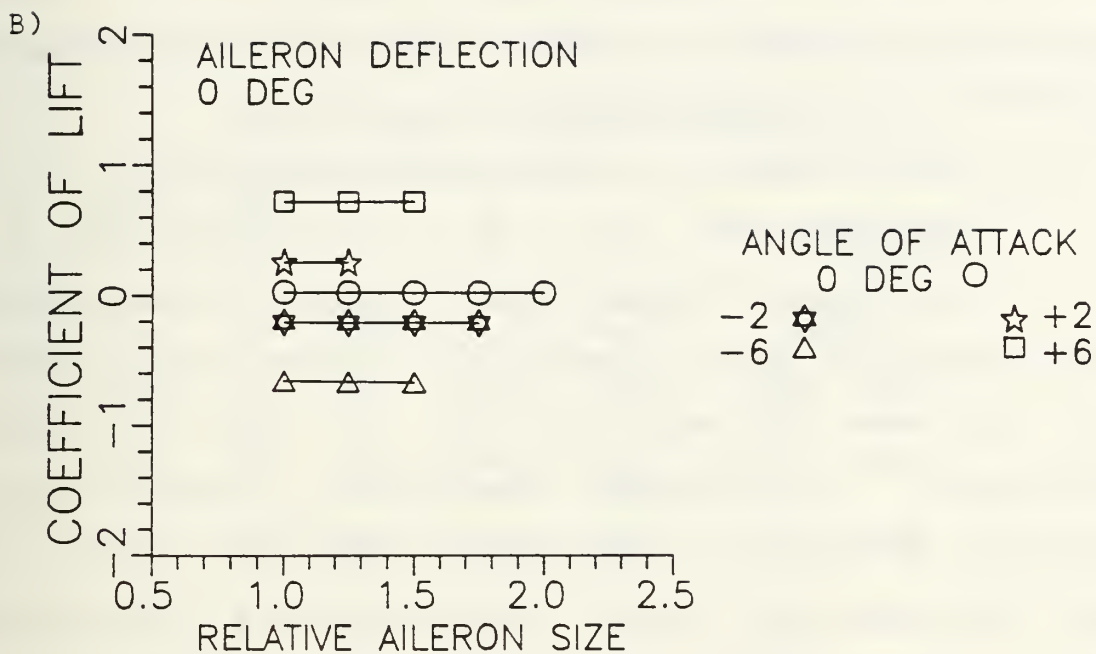 B)
AILERON DEFLECTION
0 DEG
COEFFICIENT OF LIFT
2
1
0
-1
-2
0.5 1.0 1.5 2.0 2.5
RELATIVE AILERON SIZE
ANGLE OF ATTACK
0 DEG
-2 +2
-6 +6